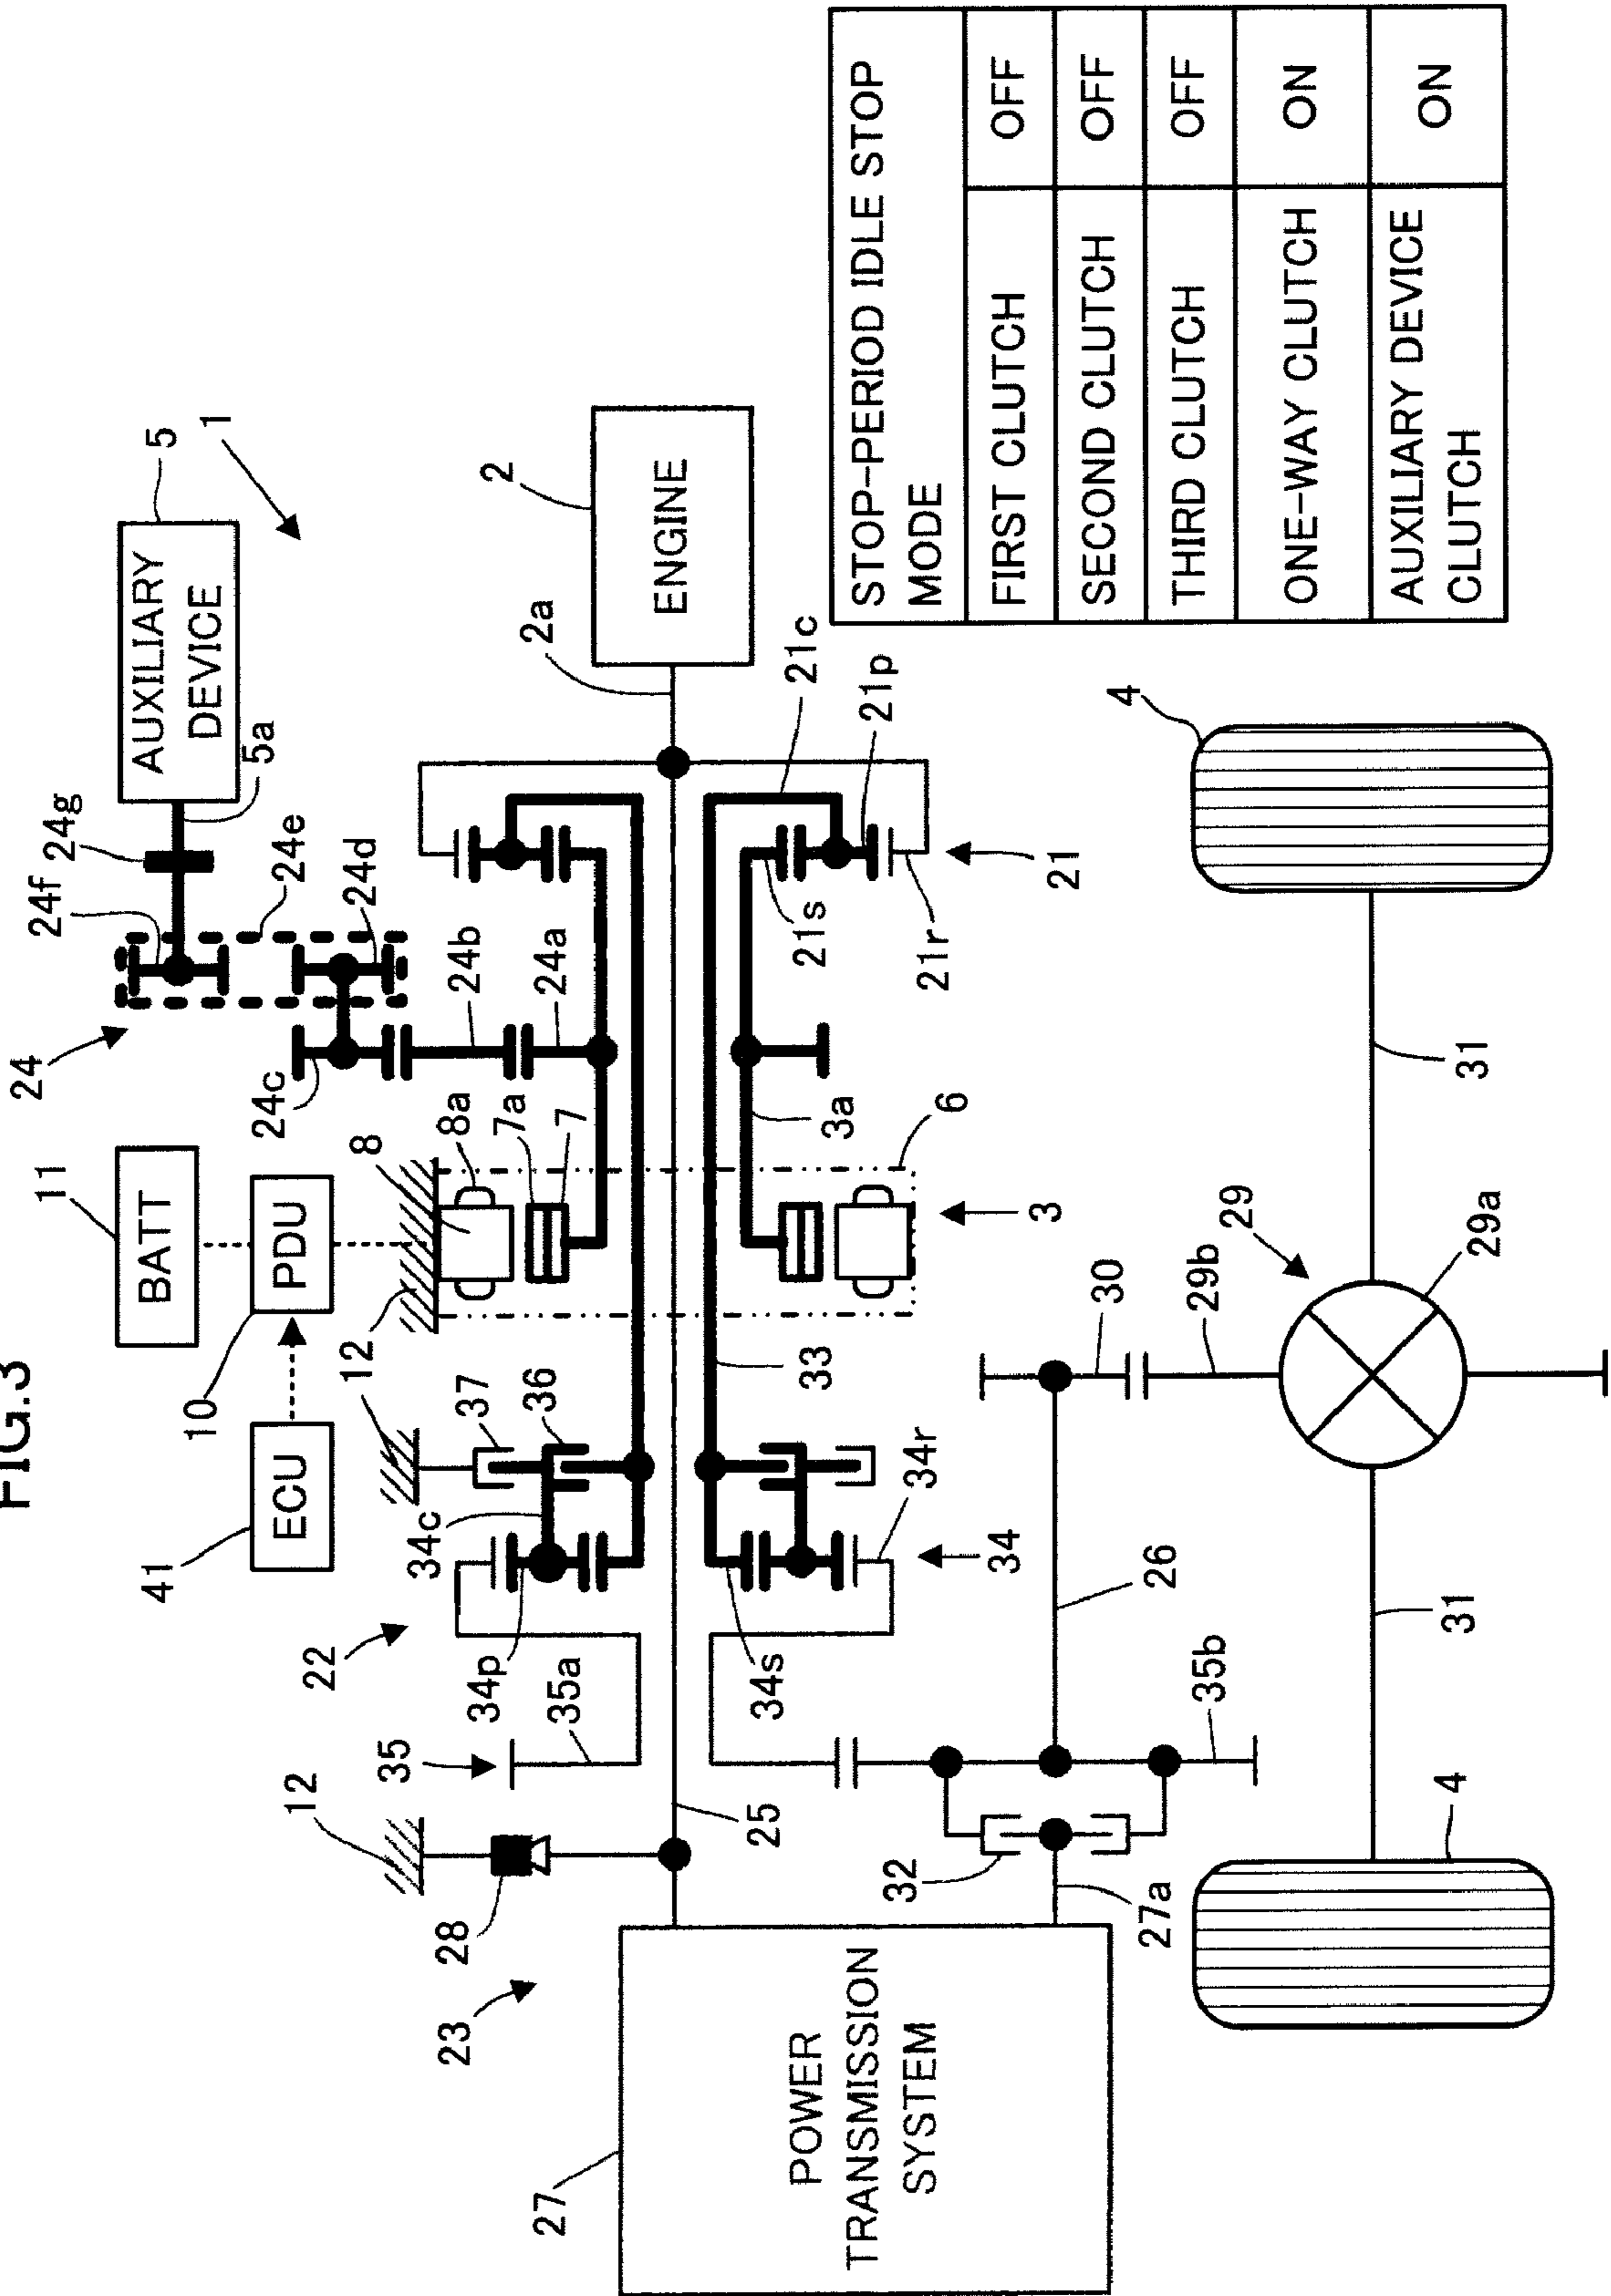 FIG.3
41
ECU
10
PDU
11
BATT
12
12
12
8
8a
7a
7
24
24c
24b
24a
24f
24g
24e
24d
5a
AUXILIARY
DEVICE
5
1
2a
2
ENGINE
21c
21p
21s
21r
21
3a
6
3
33
37
36
34c
34r
34
34p
34s
22
35
35a
35b
28
23
25
32
27a
27
POWER
TRANSMISSION
SYSTEM
26
30
29b
29
29a
31
31
4
4
STOP-PERIOD IDLE STOP
MODE
FIRST CLUTCH OFF
SECOND CLUTCH OFF
THIRD CLUTCH OFF
ONE-WAY CLUTCH ON
AUXILIARY DEVICE
CLUTCH ON